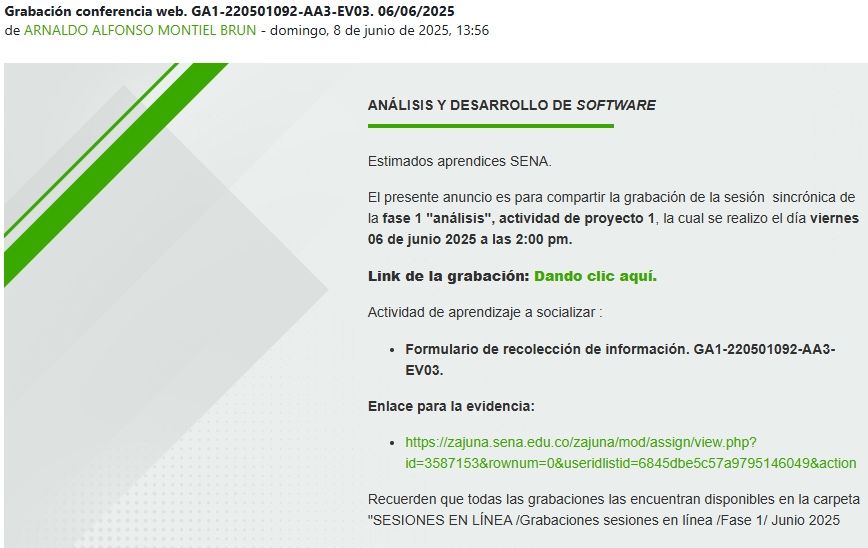 Grabación conferencia web. GA1-220501092-AA3-EV03. 06/06/2025
de ARNALDO ALFONSO MONTIEL BRUN - domingo, 8 de junio de 2025, 13:56
ANÁLISIS Y DESARROLLO DE SOFTWARE
Estimados aprendices SENA.
El presente anuncio es para compartir la grabación de la sesión sincrónica de
la fase 1 "análisis", actividad de proyecto 1, la cual se realizo el día viernes
06 de junio 2025 a las 2:00 pm.
Link de la grabación: Dando clic aquí.
Actividad de aprendizaje a socializar :
• Formulario de recolección de información. GA1-220501092-AA3-
EV03.
Enlace para la evidencia:
• https://zajuna.sena.edu.co/zajuna/mod/assign/view.php?
id=3587153&rownum=0&useridlistid=6845dbe5c57a9795146049&action
Recuerden que todas las grabaciones las encuentran disponibles en la carpeta
"SESIONES EN LÍNEA /Grabaciones sesiones en línea /Fase 1/ Junio 2025